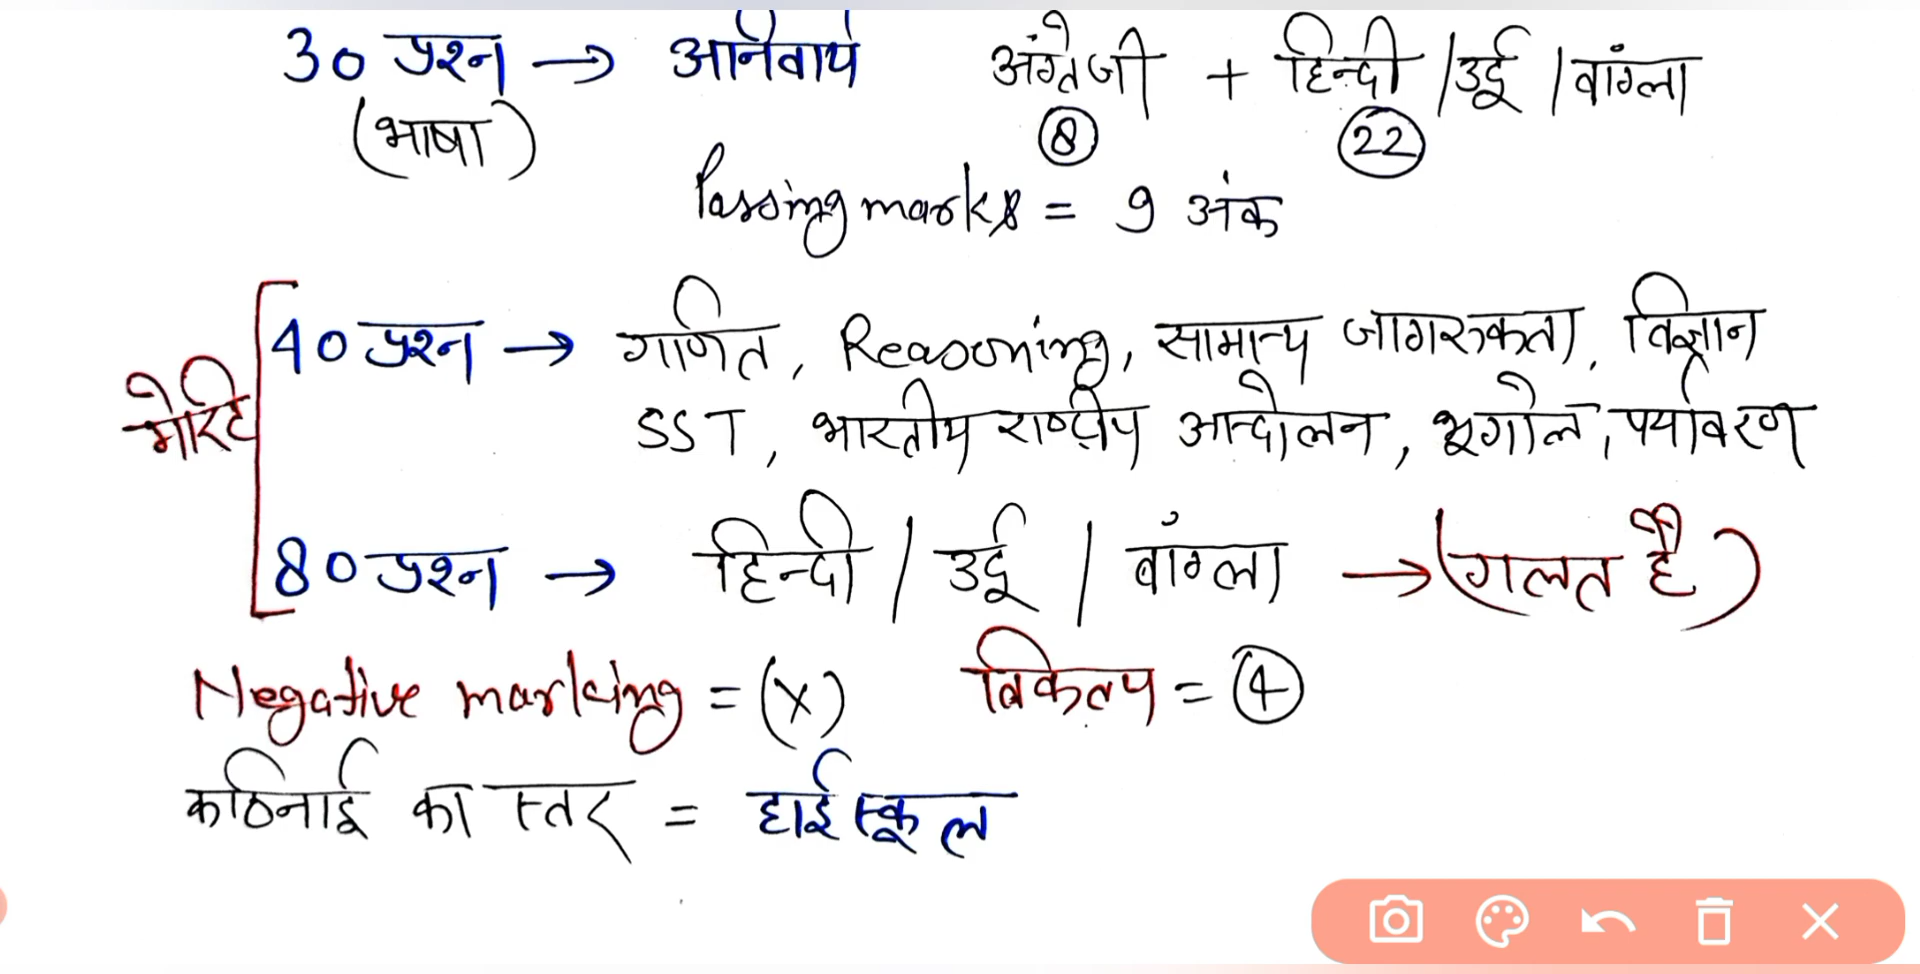 30 प्रश्न → अनिवार्य अंग्रेजी + हिन्दी / उर्दू / बांग्ला
(भाषा) 8 22
Passing marks = 9 अंक
40 प्रश्न → गणित, Reasoning, सामान्य जागरुकता, विज्ञान
मेरिट SST, भारतीय राष्ट्रीय आन्दोलन, भूगोल, पर्यावरण
80 प्रश्न → हिन्दी / उर्दू / बांग्ला → (गलत है)
Negative marking = (X) विकल्प = 4
कठिनाई का स्तर = हाई स्कूल